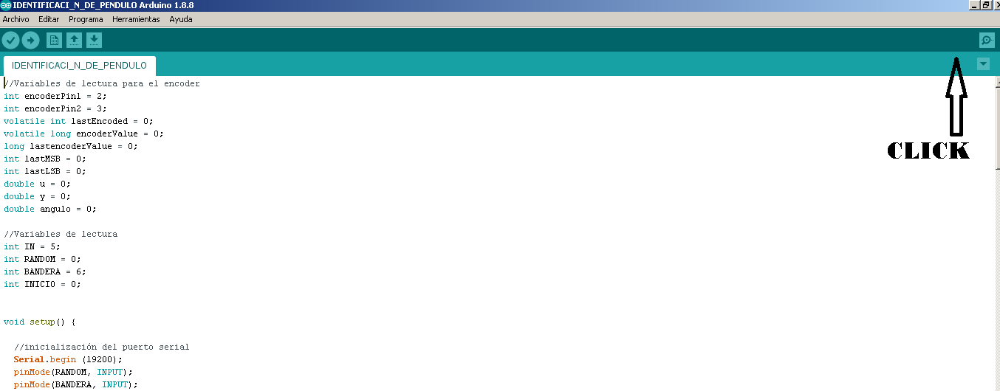 IDENTIFICACI_N_DE_PENDULO Arduino 1.8.8
Archivo Editar Programa Herramientas Ayuda
IDENTIFICACI_N_DE_PENDULO
//Variables de lectura para el encoder
int encoderPin1 = 2;
int encoderPin2 = 3;
volatile int lastEncoded = 0;
volatile long encoderValue = 0;
long lastencoderValue = 0;
int lastMSB = 0;
int lastLSB = 0;
double u = 0;
double y = 0;
double angulo = 0;
//Variables de lectura
int IN = 5;
int RANDOM = 0;
int BANDERA = 6;
int INICIO = 0;
void setup() {
//inicialización del puerto serial
Serial.begin (19200);
pinMode(RANDOM, INPUT);
pinMode(BANDERA, INPUT);
CLICK